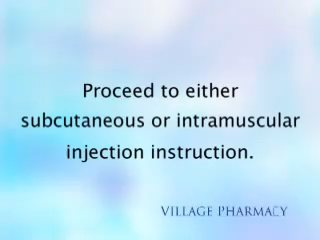 Proceed to either
subcutaneous or intramuscular
injection instruction.
VILLAGE PHARMACY